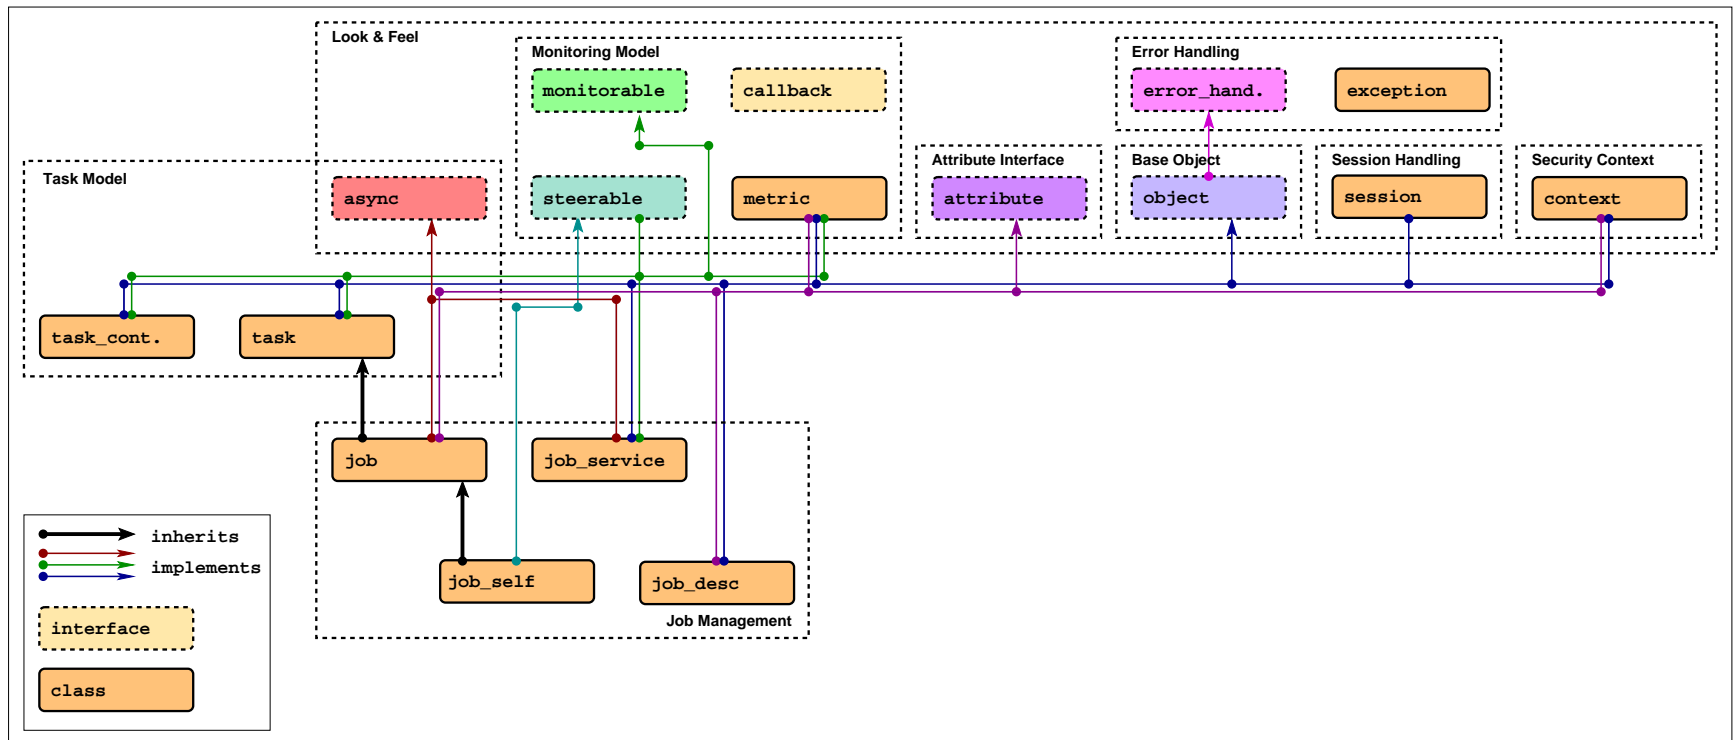 Look & Feel
Monitoring Model
Error Handling
monitorable
callback
error_hand.
exception
Attribute Interface
Base Object
Session Handling
Security Context
Task Model
async
steerable
metric
attribute
object
session
context
task_cont.
task
job
job_service
job_self
job_desc
Job Management
inherits
implements
interface
class